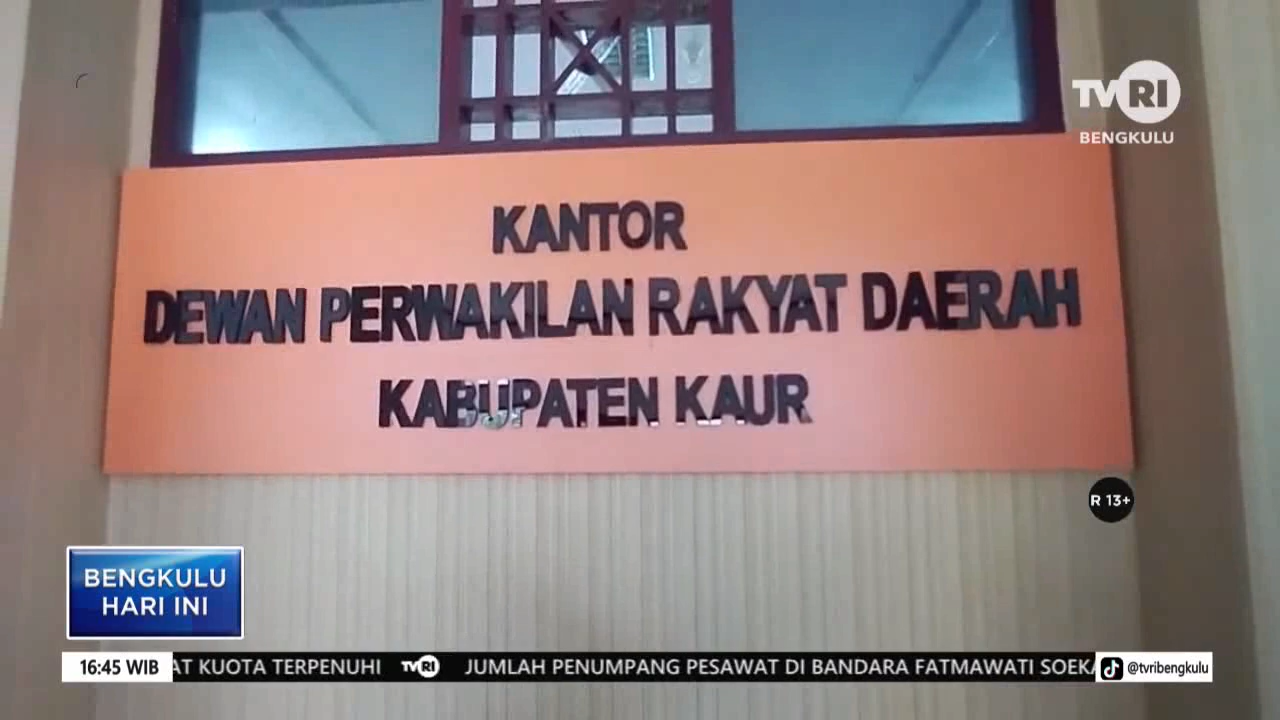 TVRI
BENGKULU
KANTOR
DEWAN PERWAKILAN RAKYAT DAERAH
KABUPATEN KAUR
R 13+
BENGKULU
HARI INI
16:45 WIB
AT KUOTA TERPENUHI TVRI JUMLAH PENUMPANG PESAWAT DI BANDARA FATMAWATI SOEKA
@tvribengkulu